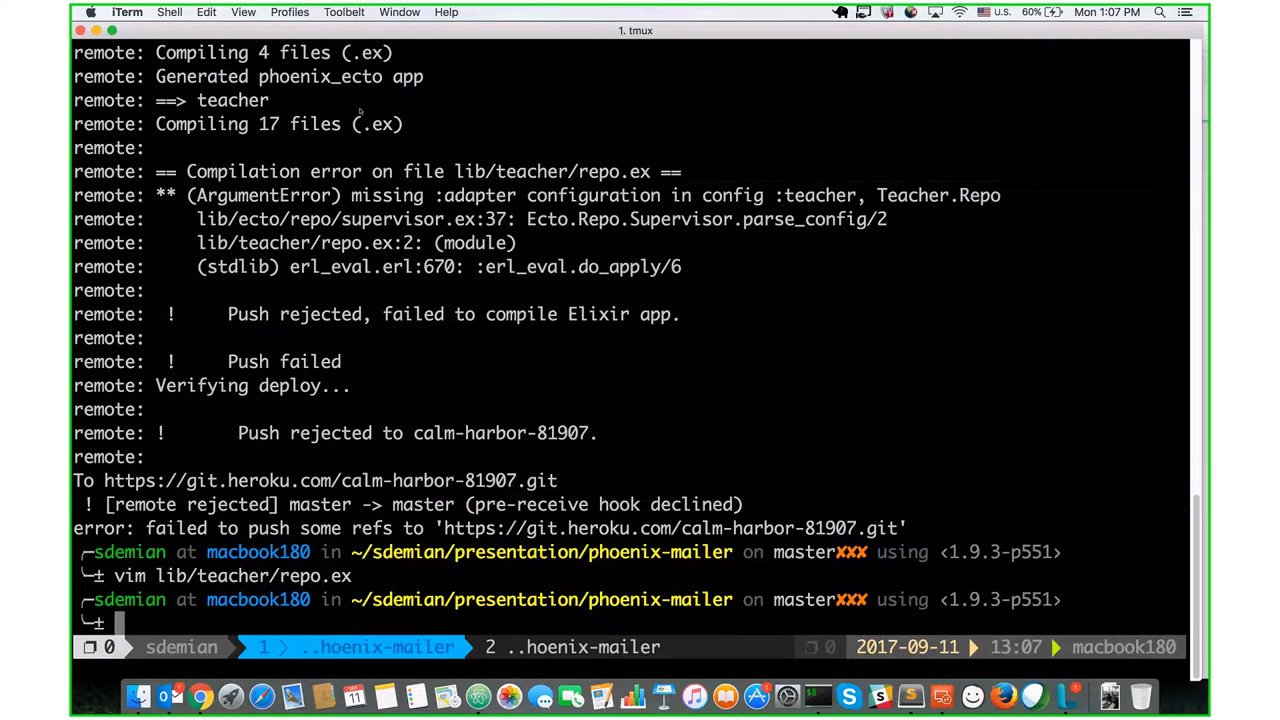 iTerm Shell Edit View Profiles Toolbelt Window Help U.S. 60% Mon 1:07 PM
1. tmux
remote: Compiling 4 files (.ex)
remote: Generated phoenix_ecto app
remote: ==> teacher
remote: Compiling 17 files (.ex)
remote:
remote: == Compilation error on file lib/teacher/repo.ex ==
remote: ** (ArgumentError) missing :adapter configuration in config :teacher, Teacher.Repo
remote:     lib/ecto/repo/supervisor.ex:37: Ecto.Repo.Supervisor.parse_config/2
remote:     lib/teacher/repo.ex:2: (module)
remote:     (stdlib) erl_eval.erl:670: :erl_eval.do_apply/6
remote:
remote:  !     Push rejected, failed to compile Elixir app.
remote:
remote:  !     Push failed
remote: Verifying deploy...
remote:
remote: !       Push rejected to calm-harbor-81907.
remote:
To https://git.heroku.com/calm-harbor-81907.git
 ! [remote rejected] master -> master (pre-receive hook declined)
error: failed to push some refs to 'https://git.heroku.com/calm-harbor-81907.git'
╭─sdemian at macbook180 in ~/sdemian/presentation/phoenix-mailer on master✘✘✘ using ‹1.9.3-p551›
╰─± vim lib/teacher/repo.ex
╭─sdemian at macbook180 in ~/sdemian/presentation/phoenix-mailer on master✘✘✘ using ‹1.9.3-p551›
╰─±
0 sdemian 1 ..hoenix-mailer 2 ..hoenix-mailer 0 2017-09-11 13:07 macbook180